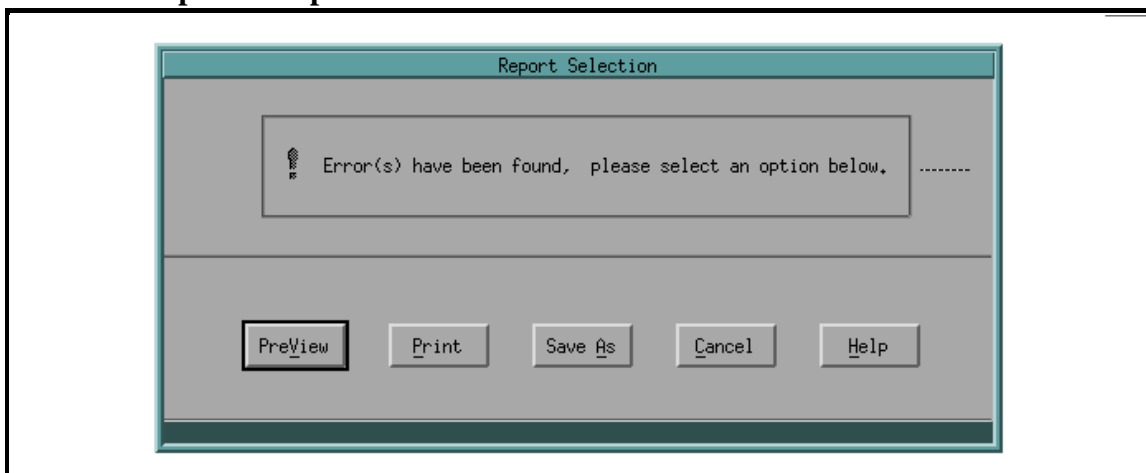 Report Selection
Error(s) have been found, please select an option below.
PreView
Print
Save As
Cancel
Help